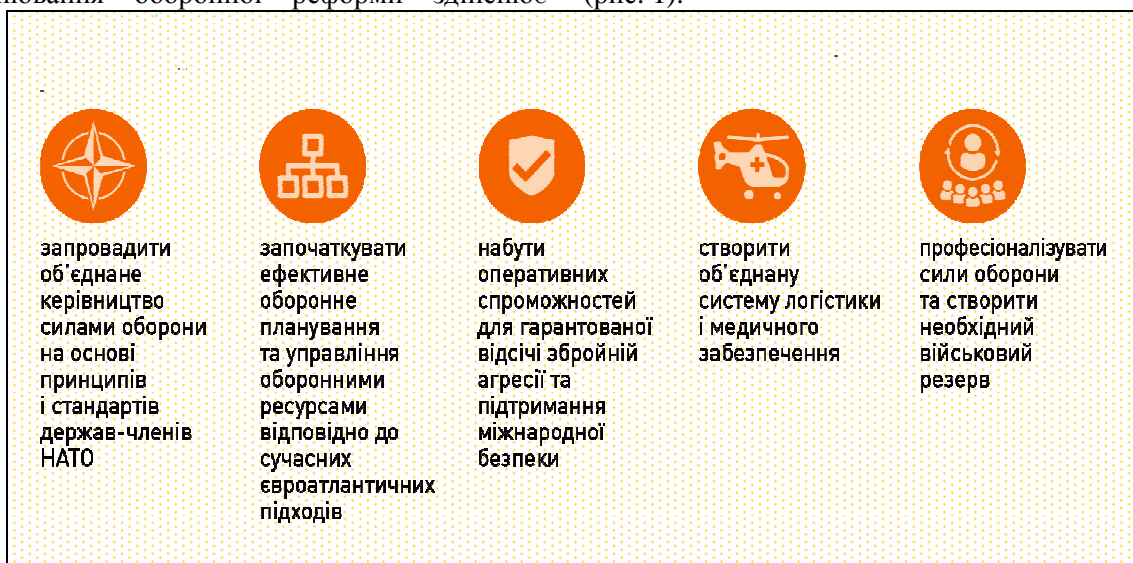 оборонної реформи здійснює (рис. 1).
запровадити
об'єднане
керівництво
силами оборони
на основі
принципів
і стандартів
держав-членів
НАТО
започаткувати
ефективне
оборонне
планування
та управління
оборонними
ресурсами
відповідно до
сучасних
євроатлантичних
підходів
набути
оперативних
спроможностей
для гарантованої
відсічі збройній
агресії та
підтримання
міжнародної
безпеки
створити
об'єднану
систему логістики
і медичного
забезпечення
професіоналізувати
сили оборони
та створити
необхідний
військовий
резерв